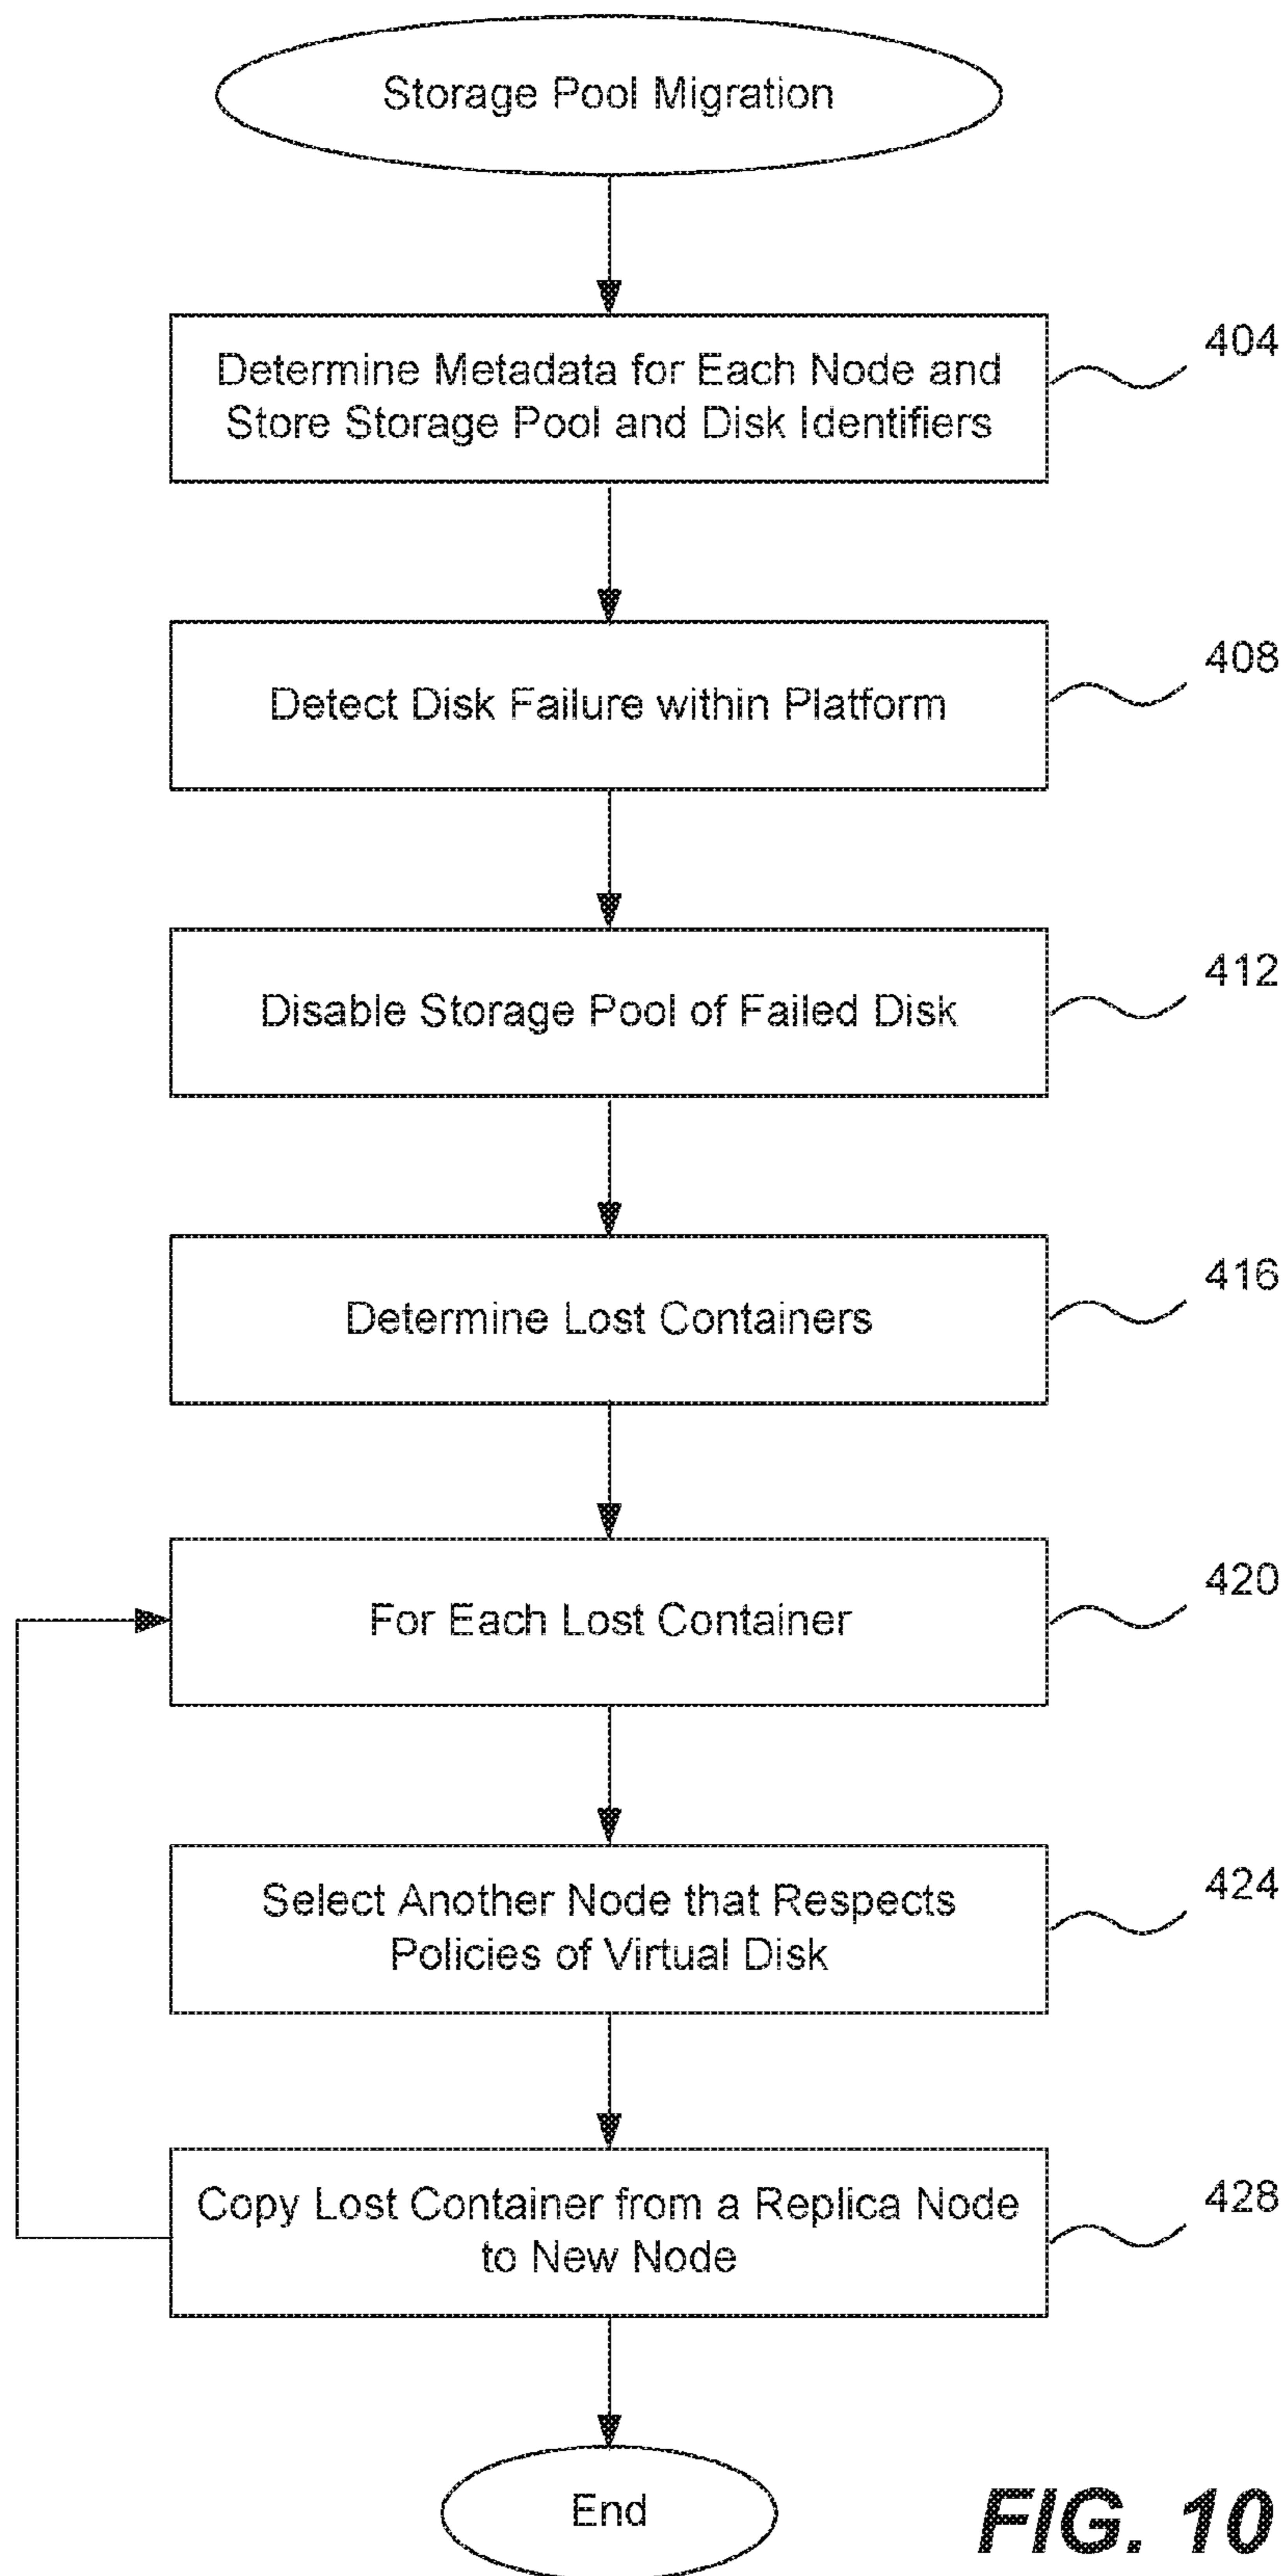 Storage Pool Migration
Determine Metadata for Each Node and
Store Storage Pool and Disk Identifiers
404
Detect Disk Failure within Platform
408
Disable Storage Pool of Failed Disk
412
Determine Lost Containers
416
For Each Lost Container
420
Select Another Node that Respects
Policies of Virtual Disk
424
Copy Lost Container from a Replica Node
to New Node
428
End
FIG. 10